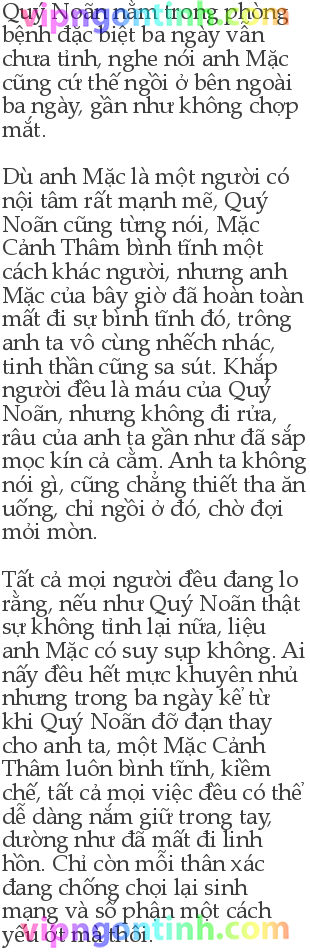 Quý Noãn nằm trong phòng
bệnh đặc biệt ba ngày vẫn
chưa tỉnh, nghe nói anh Mặc
cũng cứ thế ngồi ở bên ngoài
ba ngày, gần như không chợp
mắt.
Dù anh Mặc là một người có
nội tâm rất mạnh mẽ, Quý
Noãn cũng từng nói, Mặc
Cảnh Thâm bình tĩnh một
cách khác người, nhưng anh
Mặc của bây giờ đã hoàn toàn
mất đi sự bình tĩnh đó, trông
anh ta vô cùng nhếch nhác,
tinh thần cũng sa sút. Khắp
người đều là máu của Quý
Noãn, nhưng không đi rửa,
râu của anh ta gần như đã sắp
mọc kín cả cằm. Anh ta không
nói gì, cũng chẳng thiết tha ăn
uống, chỉ ngồi ở đó, chờ đợi
mỏi mòn.
Tất cả mọi người đều đang lo
rằng, nếu như Quý Noãn thật
sự không tỉnh lại nữa, liệu
anh Mặc có suy sụp không. Ai
nấy đều hết mực khuyên nhủ
nhưng trong ba ngày kể từ
khi Quý Noãn đỡ đạn thay
cho anh ta, một Mặc Cảnh
Thâm luôn bình tĩnh, kiềm
chế, tất cả mọi việc đều có thể
dễ dàng nắm giữ trong tay,
dường như đã mất đi linh
hồn. Chỉ còn mỗi thân xác
đang chống chọi lại sinh
mạng và số phận một cách
yếu ớt mà thôi.
vipngontinh.com
vipngontinh.com